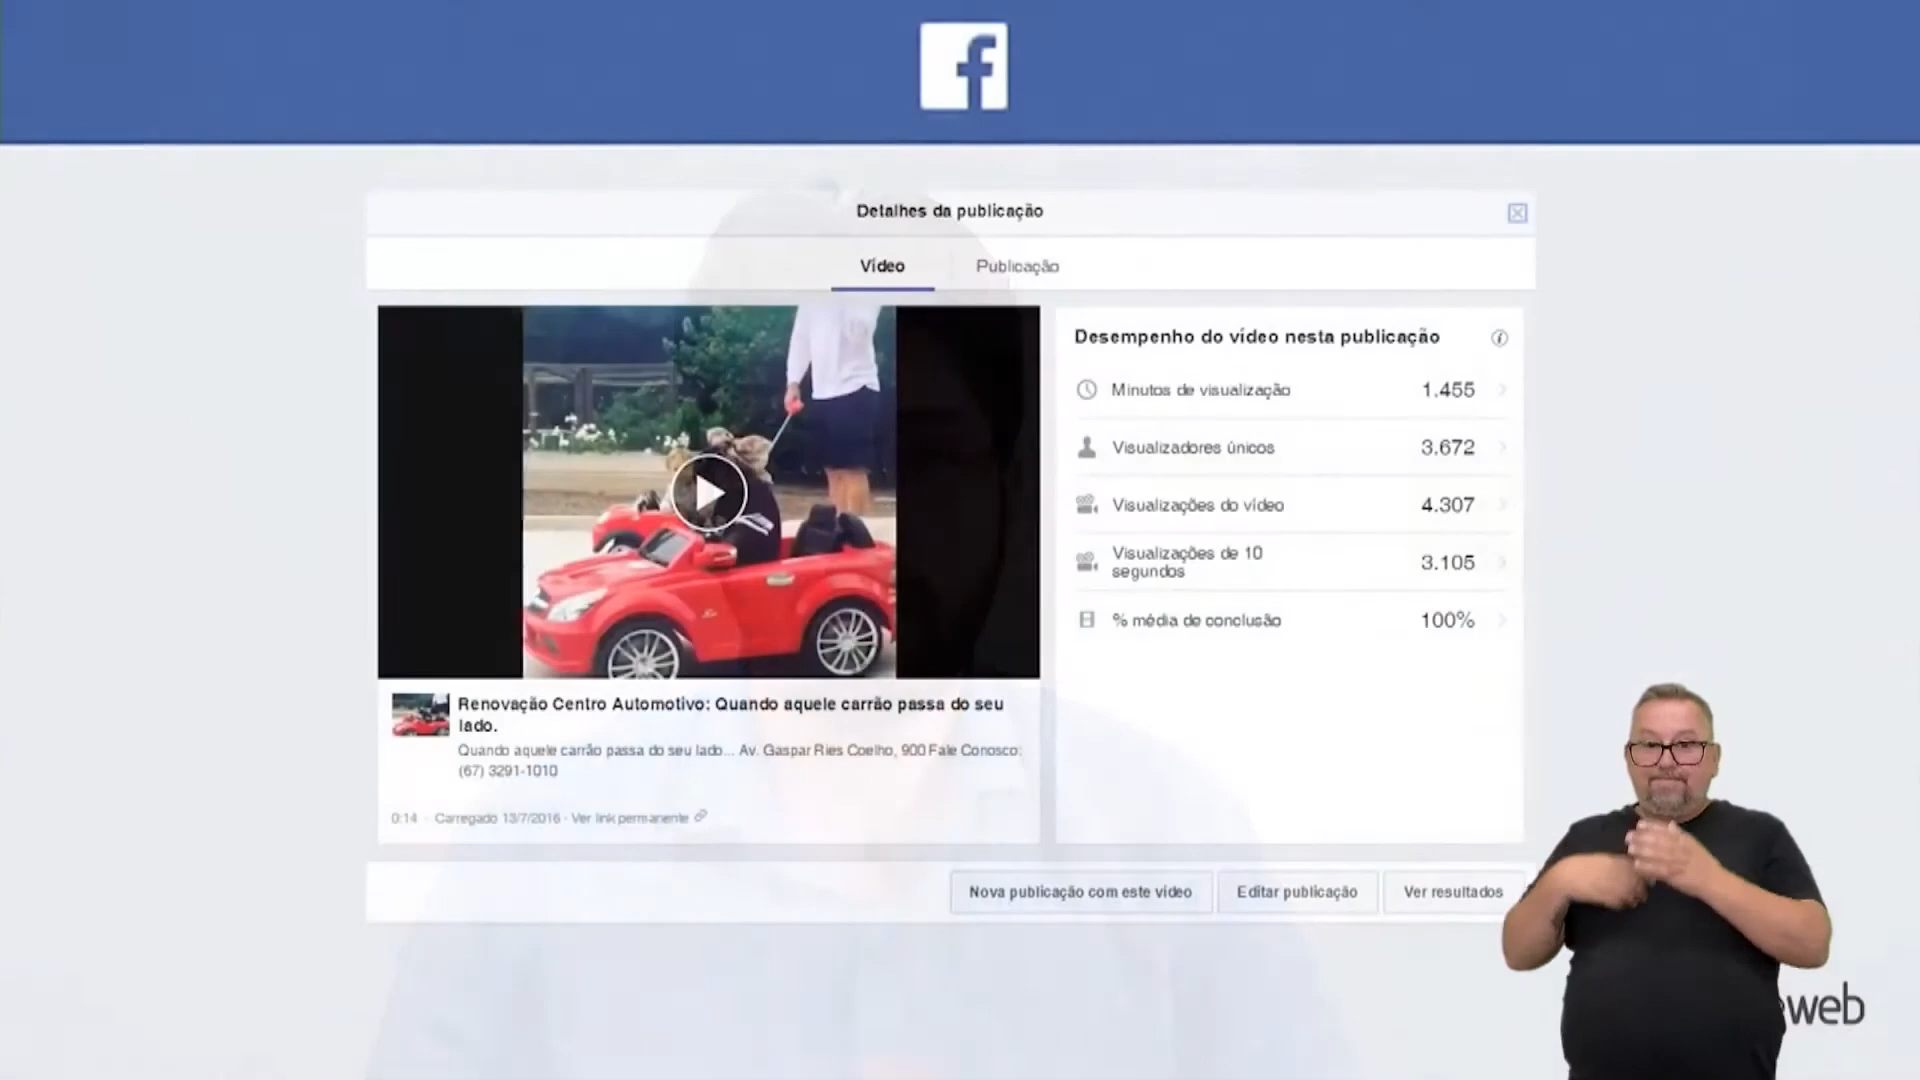 f
Detalhes da publicação
Vídeo
Publicação
Desempenho do vídeo nesta publicação
Minutos de visualização 1.455
Visualizadores únicos 3.672
Visualizações do vídeo 4.307
Visualizações de 10
segundos 3.105
% média de conclusão 100%
Renovação Centro Automotivo: Quando aquele carrão passa do seu
lado.
Quando aquele carrão passa do seu lado... Av. Gaspar Ries Coelho, 900 Fale Conosco:
(67) 3291-1010
0:14 · Carregado 13/7/2016 · Ver link permanente
Nova publicação com este vídeo
Editar publicação
Ver resultados
web